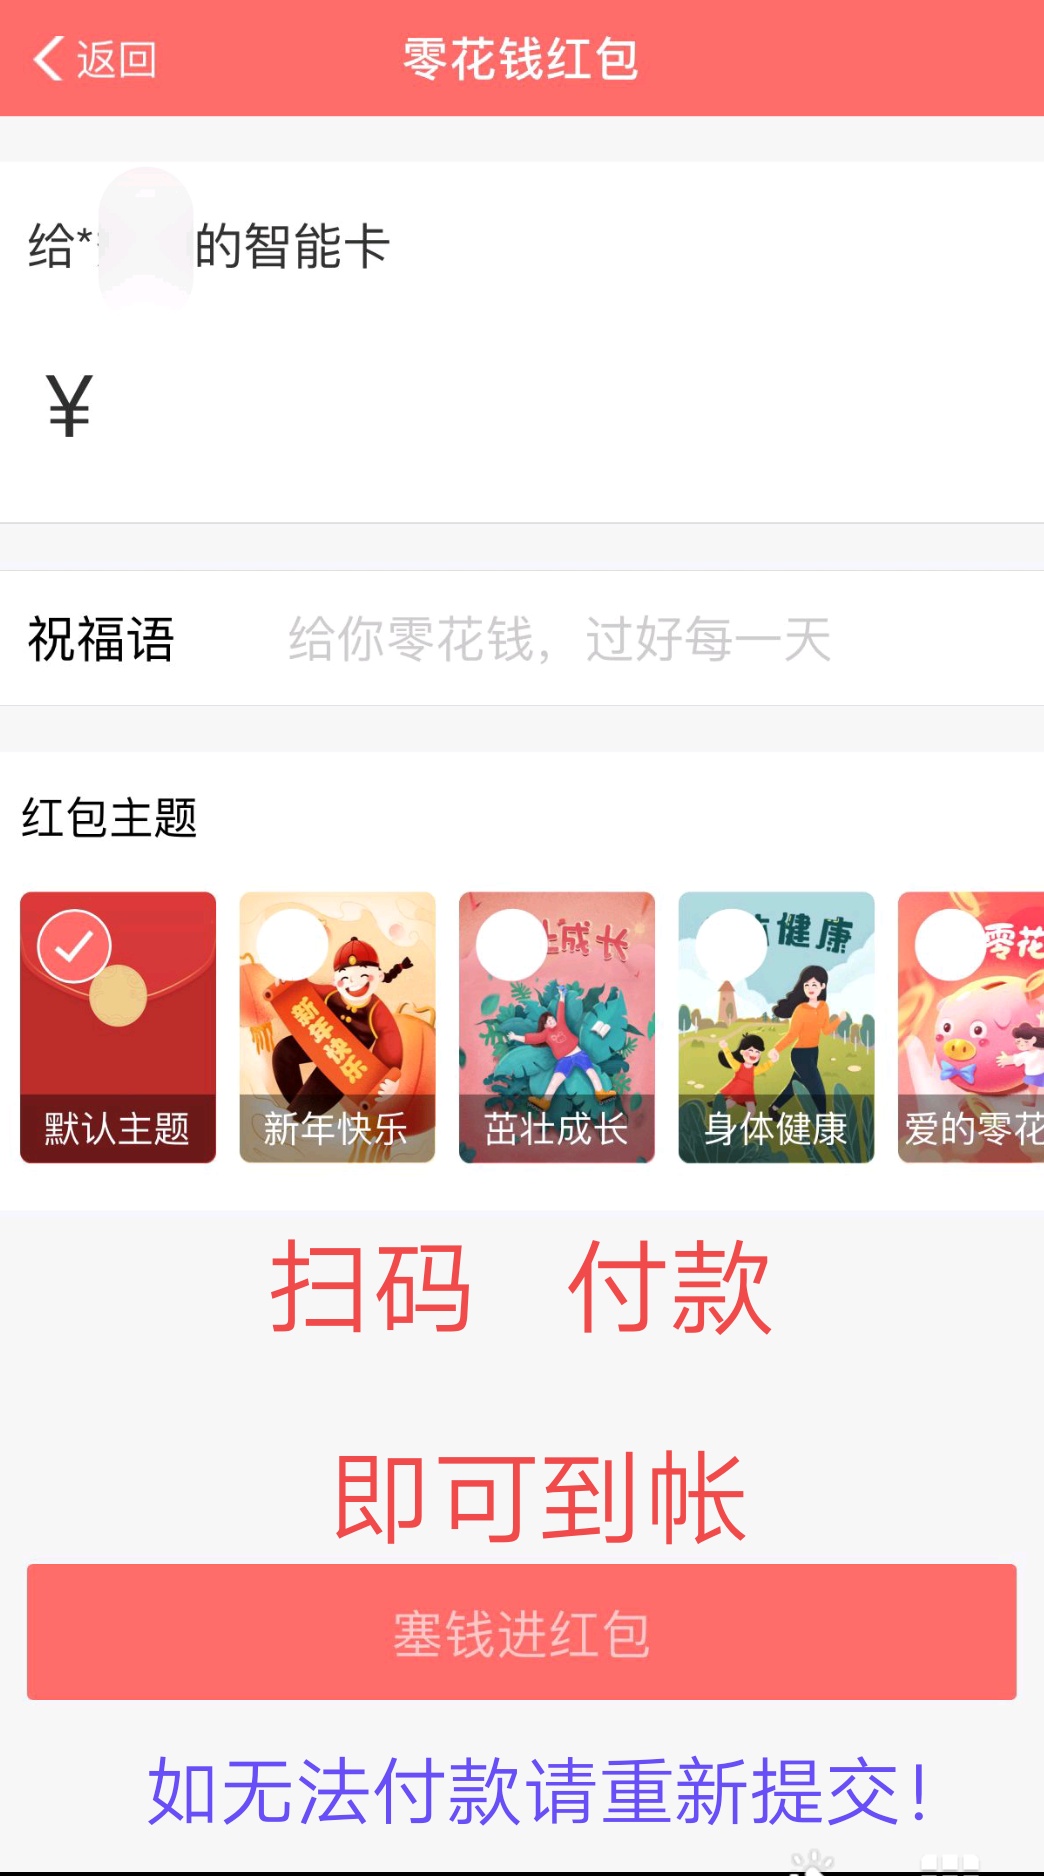 返回
零花钱红包
给*的智能卡
¥
祝福语
给你零花钱，过好每一天
红包主题
成长
健康
零花
新年快乐
默认主题
新年快乐
茁壮成长
身体健康
爱的零花
扫码 付款
即可到帐
塞钱进红包
如无法付款请重新提交!